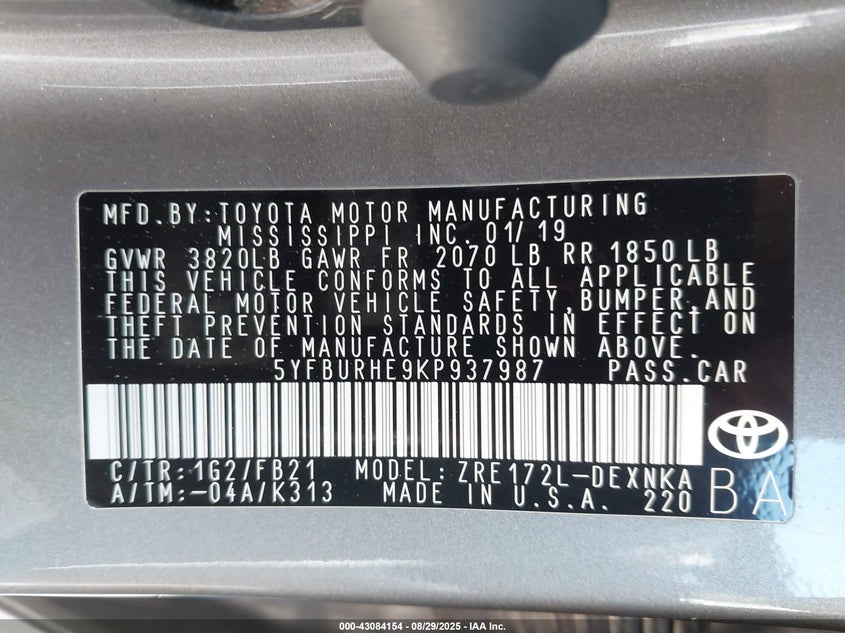 MFD.BY:TOYOTA MOTOR MANUFACTURING
MISSISSIPPI INC. 01/19
GVWR 3820LB GAWR FR 2070 LB RR 1850 LB
THIS VEHICLE CONFORMS TO ALL APPLICABLE
FEDERAL MOTOR VEHICLE SAFETY,BUMPER,AND
THEFT PREVENTION STANDARDS IN EFFECT ON
THE DATE OF MANUFACTURE SHOWN ABOVE.
5YFBURHE9KP937987 PASS.CAR
C/TR:1G2/FB21 MODEL:ZRE172L-DEXNKA
A/TM:-04A/K313 MADE IN U.S.A. 220
BA
000-43084154 - 08/29/2025 - IAA Inc.